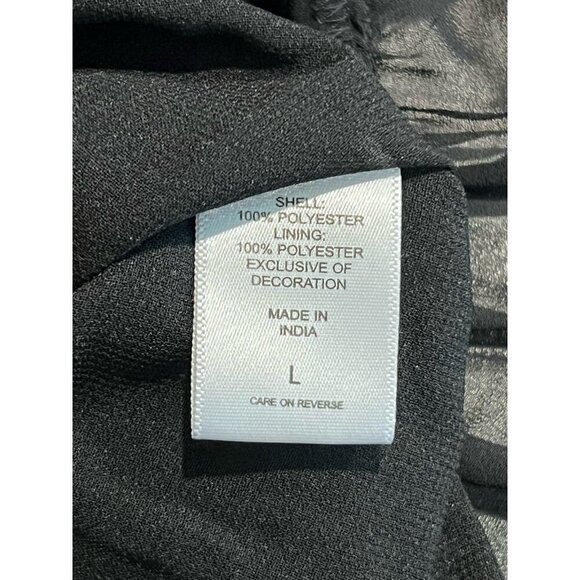 SHELL:
100% POLYESTER
LINING:
100% POLYESTER
EXCLUSIVE OF
DECORATION
MADE IN
INDIA
L
CARE ON REVERSE